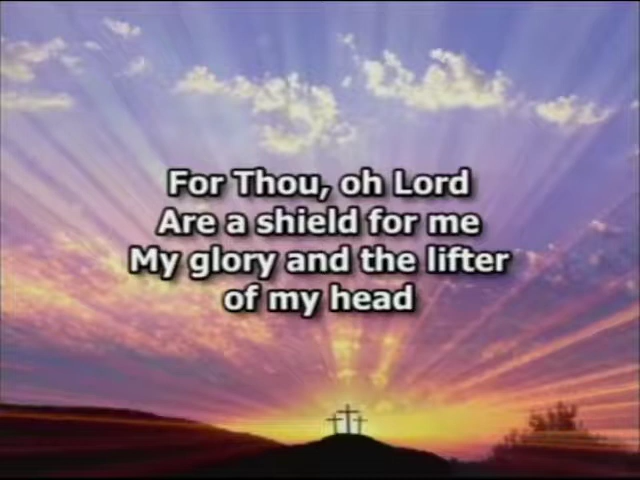 For Thou, oh Lord
Are a shield for me
My glory and the lifter
of my head